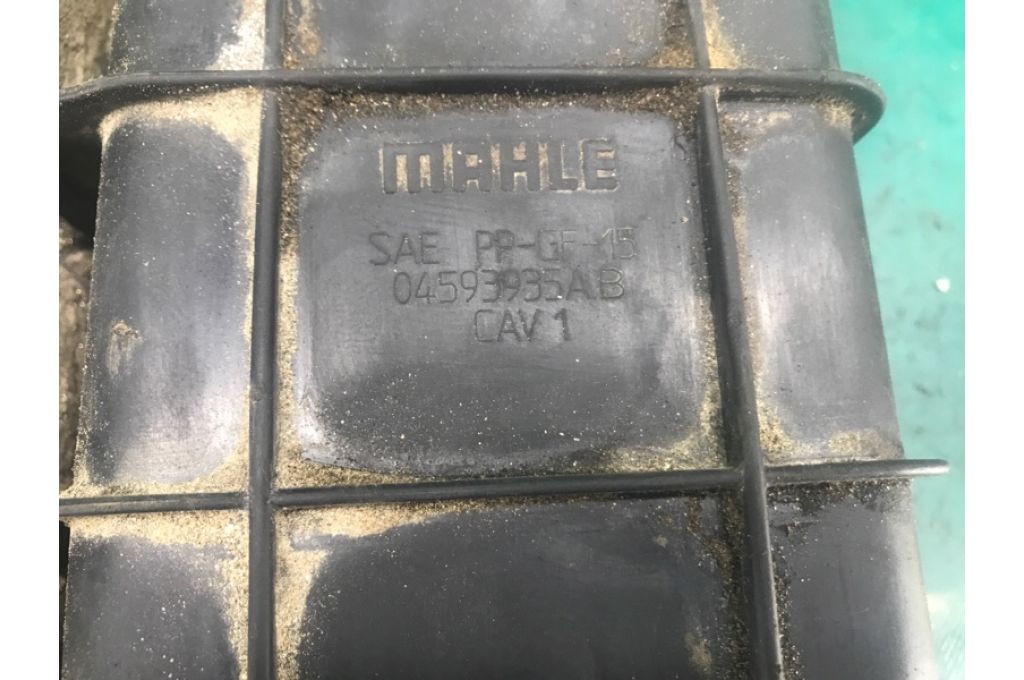 MAHLE
SAE PP-GF-15
04593935AB
CAV 1